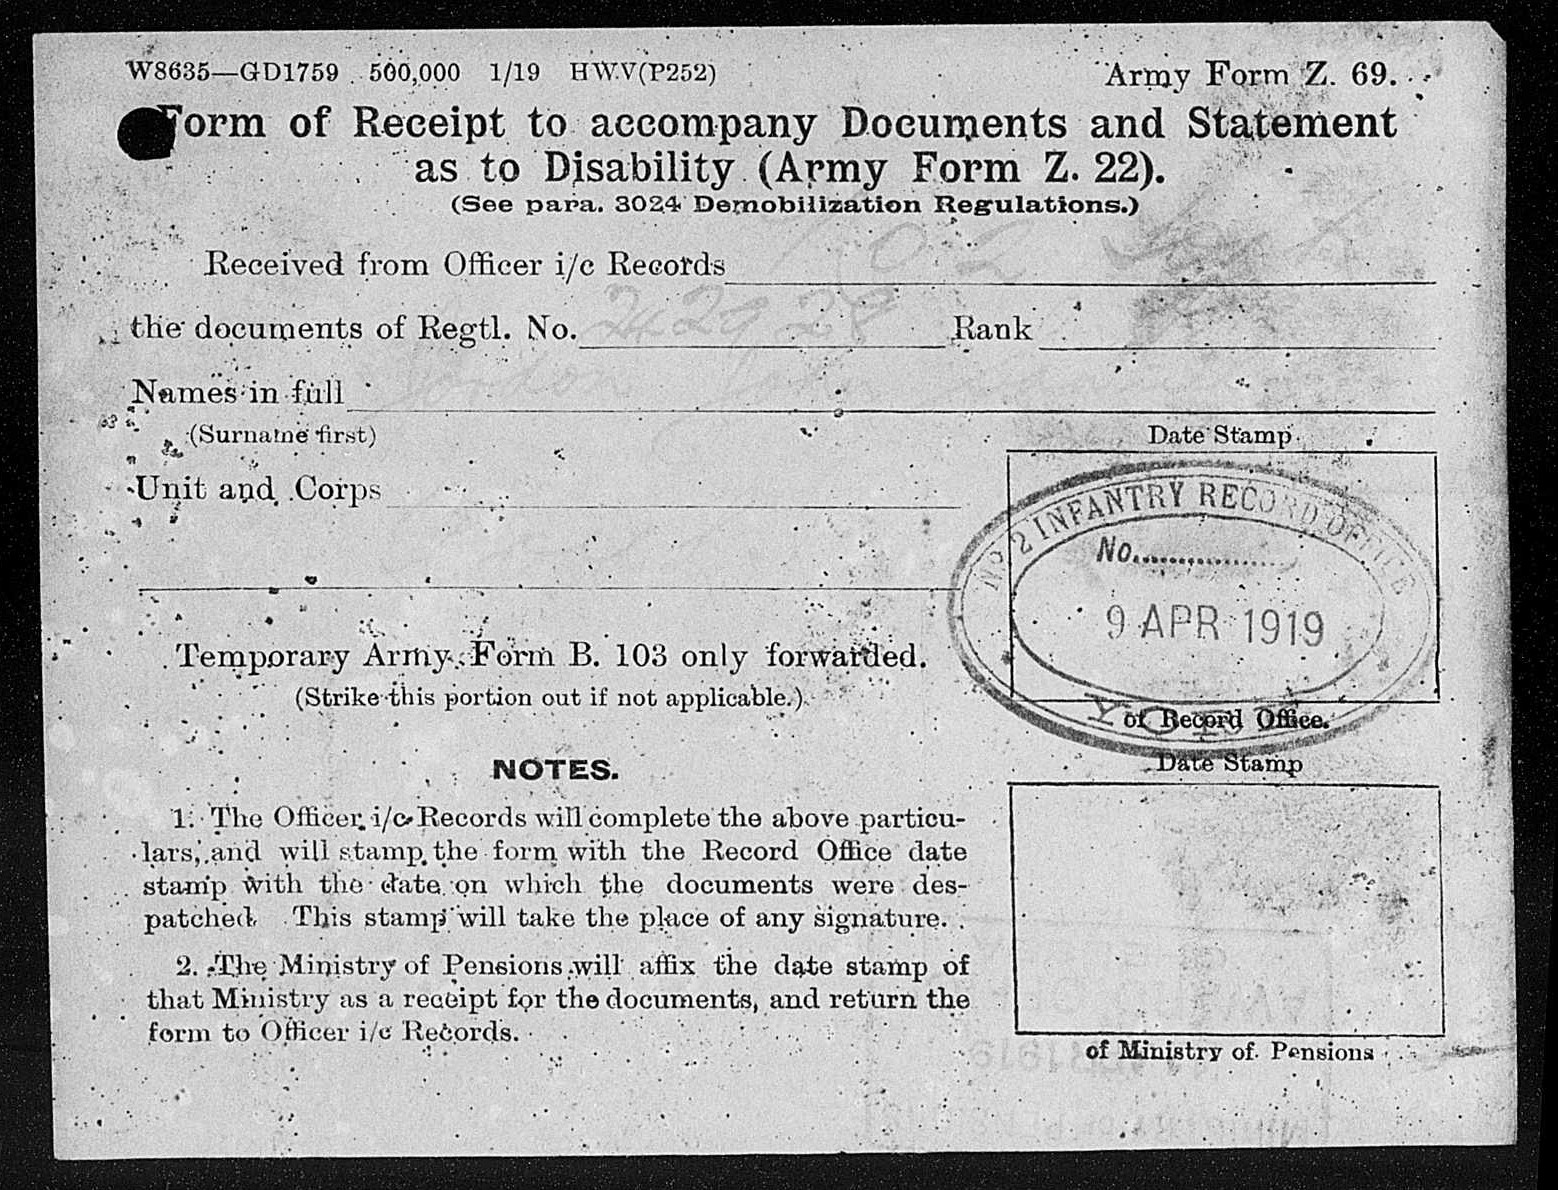 W8635—GD1759 500,000 1/19 HWV(P252)
Army Form Z. 69.
Form of Receipt to accompany Documents and Statement
as to Disability (Army Form Z. 22).
(See para. 3024 Demobilization Regulations.)
Received from Officer i/c Records
the documents of Regtl. No. 242928 Rank
Names in full Gordon John
(Surname first)
Date Stamp
Unit and Corps
No 2 INFANTRY RECORD OFFICE
No.
9 APR 1919
YORK
Temporary Army Form B. 103 only forwarded.
(Strike this portion out if not applicable.)
of Record Office.
NOTES.
Date Stamp
1. The Officer i/c Records will complete the above particu-
lars, and will stamp the form with the Record Office date
stamp with the date on which the documents were des-
patched. This stamp will take the place of any signature.
2. The Ministry of Pensions will affix the date stamp of
that Ministry as a receipt for the documents, and return the
form to Officer i/c Records.
of Ministry of Pensions